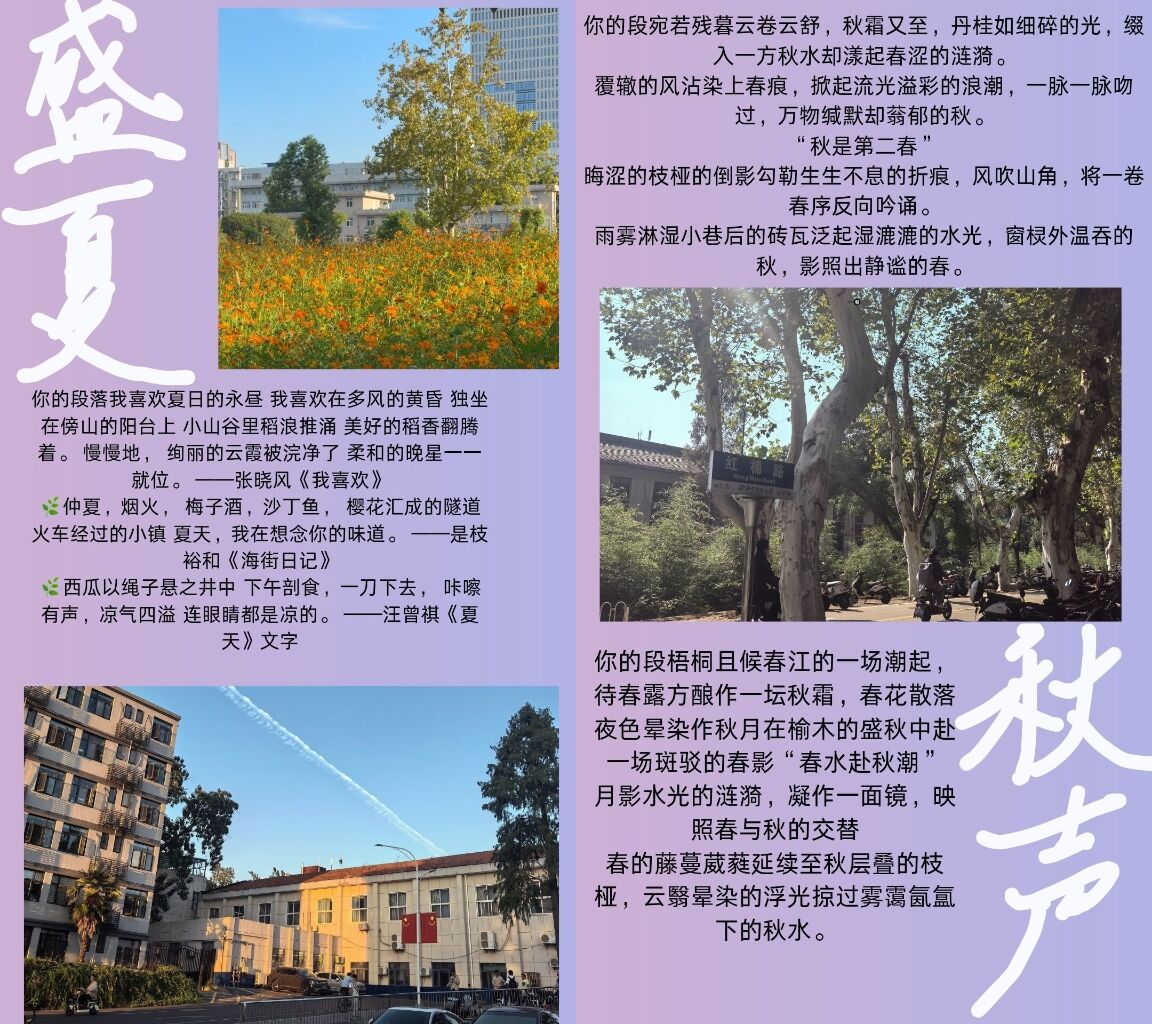 盛夏
你的段落我喜欢夏日的永昼 我喜欢在多风的黄昏 独坐
在傍山的阳台上 小山谷里稻浪推涌 美好的稻香翻腾
着。 慢慢地， 绚丽的云霞被浣净了 柔和的晚星一一
就位。 ——张晓风《我喜欢》
🌿仲夏，烟火， 梅子酒，沙丁鱼， 樱花汇成的隧道
火车经过的小镇 夏天，我在想念你的味道。 ——是枝
裕和《海街日记》
🌿西瓜以绳子悬之井中 下午剖食，一刀下去， 咔嚓
有声，凉气四溢 连眼睛都是凉的。 ——汪曾祺《夏
天》文字
你的段宛若残暮云卷云舒，秋霜又至，丹桂如细碎的光，缀
入一方秋水却漾起春涩的涟漪。
覆辙的风沾染上春痕，掀起流光溢彩的浪潮，一脉一脉吻
过，万物缄默却蓊郁的秋。
“秋是第二春”
晦涩的枝桠的倒影勾勒生生不息的折痕，风吹山角，将一卷
春序反向吟诵。
雨雾淋湿小巷后的砖瓦泛起湿漉漉的水光，窗棂外温吞的
秋，影照出静谧的春。
红棉路
你的段梧桐且候春江的一场潮起，
待春露方酿作一坛秋霜，春花散落
夜色晕染作秋月在榆木的盛秋中赴
一场斑驳的春影“春水赴秋潮”
月影水光的涟漪，凝作一面镜，映
照春与秋的交替
春的藤蔓葳蕤延续至秋层叠的枝
桠，云翳晕染的浮光掠过雾霭氤氲
下的秋水。
秋声